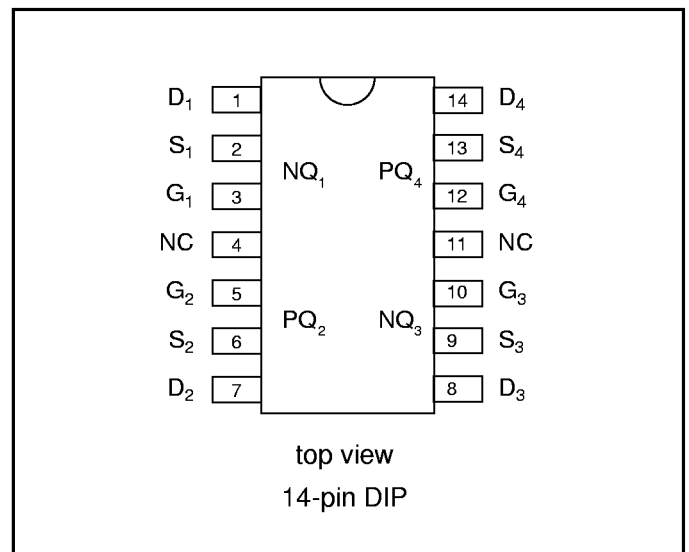 D₁ 1 14 D₄
S₁ 2 13 S₄
NQ₁ PQ₄
G₁ 3 12 G₄
NC 4 11 NC
G₂ 5 10 G₃
PQ₂ NQ₃
S₂ 6 9 S₃
D₂ 7 8 D₃
top view
14-pin DIP